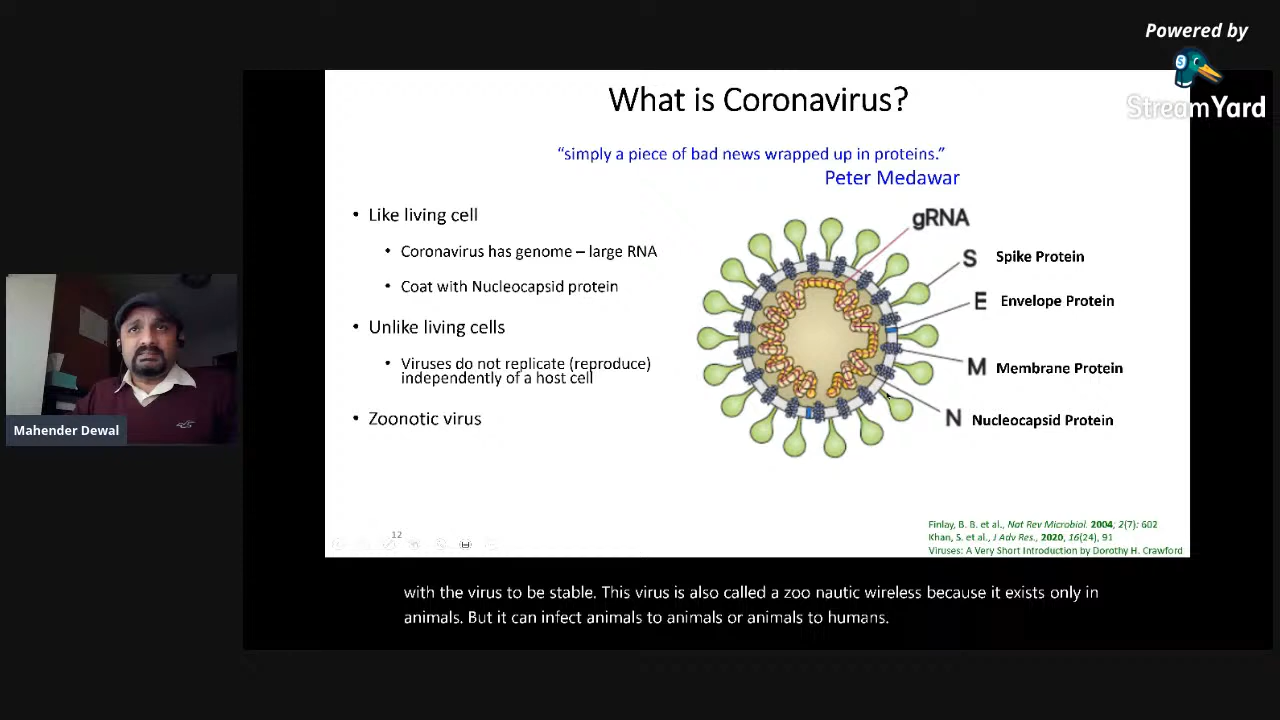 Powered by
StreamYard
What is Coronavirus?
“simply a piece of bad news wrapped up in proteins.”
Peter Medawar
• Like living cell
• Coronavirus has genome – large RNA
• Coat with Nucleocapsid protein
• Unlike living cells
• Viruses do not replicate (reproduce)
independently of a host cell
• Zoonotic virus
gRNA
S Spike Protein
E Envelope Protein
M Membrane Protein
N Nucleocapsid Protein
Mahender Dewal
12
Finlay, B. B. et al., Nat Rev Microbiol. 2004; 2(7): 602
Khan, S. et al., J Adv Res., 2020, 16(24), 91
Viruses: A Very Short Introduction by Dorothy H. Crawford
with the virus to be stable. This virus is also called a zoo nautic wireless because it exists only in
animals. But it can infect animals to animals or animals to humans.